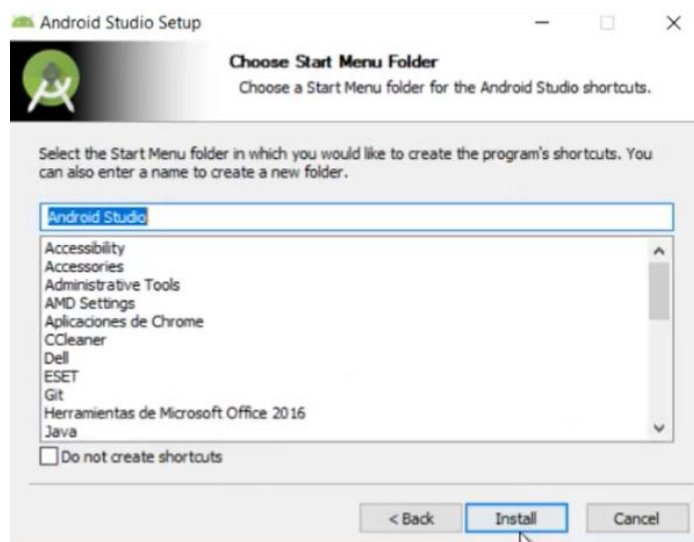 Android Studio Setup
Choose Start Menu Folder
Choose a Start Menu folder for the Android Studio shortcuts.
Select the Start Menu folder in which you would like to create the program's shortcuts. You
can also enter a name to create a new folder.
Android Studio
Accessibility
Accessories
Administrative Tools
AMD Settings
Aplicaciones de Chrome
CCleaner
Dell
ESET
Git
Herramientas de Microsoft Office 2016
Java
Do not create shortcuts
< Back Install Cancel